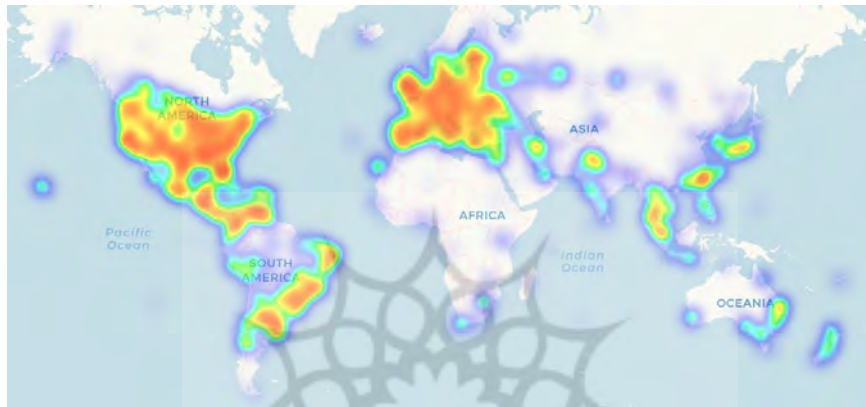 NORTH
AMERICA
ASIA
Pacific
Ocean
AFRICA
Indian
Ocean
SOUTH
AMERICA
OCEANIA